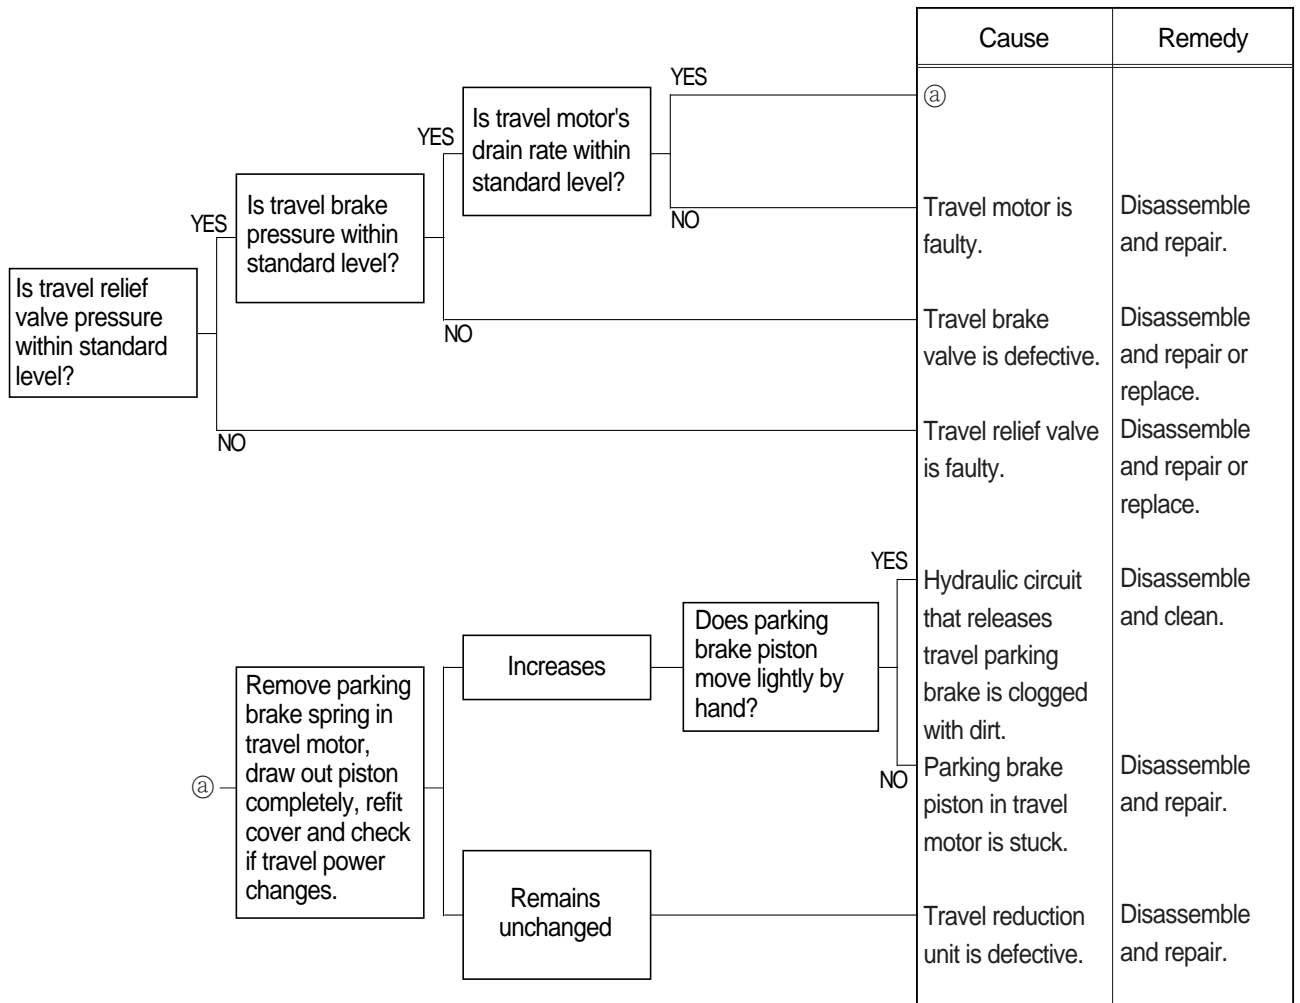 Cause
Remedy
YES
ⓐ
Is travel motor's
drain rate within
standard level?
YES
NO
Travel motor is
faulty.
Disassemble
and repair.
Is travel brake
pressure within
standard level?
YES
NO
Travel brake
valve is defective.
Disassemble
and repair or
replace.
Is travel relief
valve pressure
within standard
level?
NO
Travel relief valve
is faulty.
Disassemble
and repair or
replace.
ⓐ
Remove parking
brake spring in
travel motor,
draw out piston
completely, refit
cover and check
if travel power
changes.
Increases
Does parking
brake piston
move lightly by
hand?
YES
Hydraulic circuit
that releases
travel parking
brake is clogged
with dirt.
Disassemble
and clean.
NO
Parking brake
piston in travel
motor is stuck.
Disassemble
and repair.
Remains
unchanged
Travel reduction
unit is defective.
Disassemble
and repair.